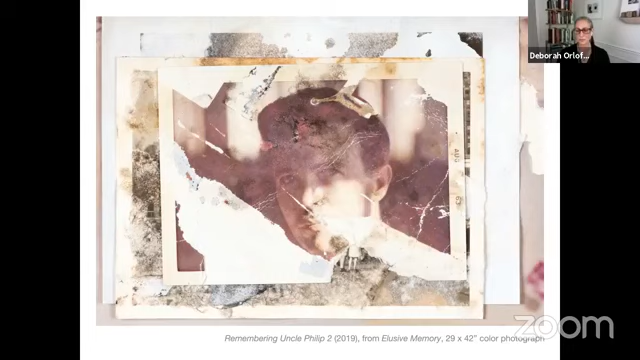 Deborah Orlof...
Remembering Uncle Philip 2 (2019), from Elusive Memory, 29 x 42" color photograph
zoom